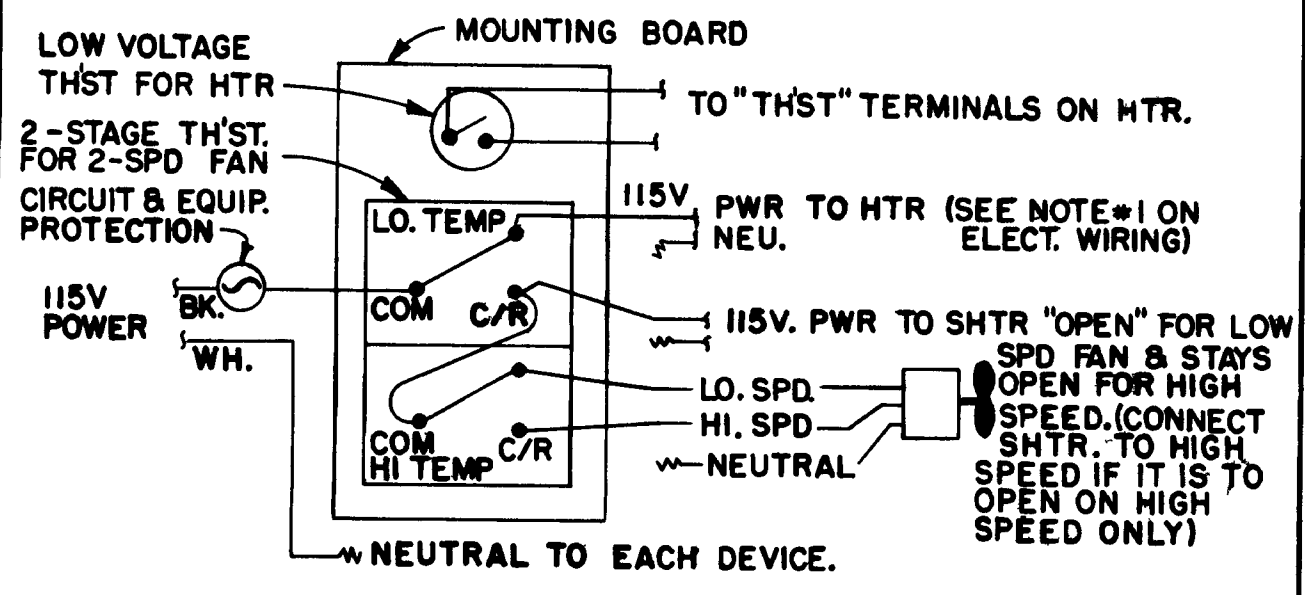 MOUNTING BOARD
LOW VOLTAGE
TH'ST FOR HTR
TO "TH'ST" TERMINALS ON HTR.
2-STAGE TH'ST.
FOR 2-SPD FAN
CIRCUIT & EQUIP.
PROTECTION
115V
POWER
BK.
WH.
LO. TEMP
COM
C/R
COM
HI TEMP
C/R
115V
NEU.
PWR TO HTR (SEE NOTE#1 ON
ELECT. WIRING)
115V. PWR TO SHTR "OPEN" FOR LOW
SPD FAN & STAYS
OPEN FOR HIGH
SPEED.(CONNECT
SHTR. TO HIGH
SPEED IF IT IS TO
OPEN ON HIGH
SPEED ONLY)
LO. SPD.
HI. SPD
NEUTRAL
NEUTRAL TO EACH DEVICE.